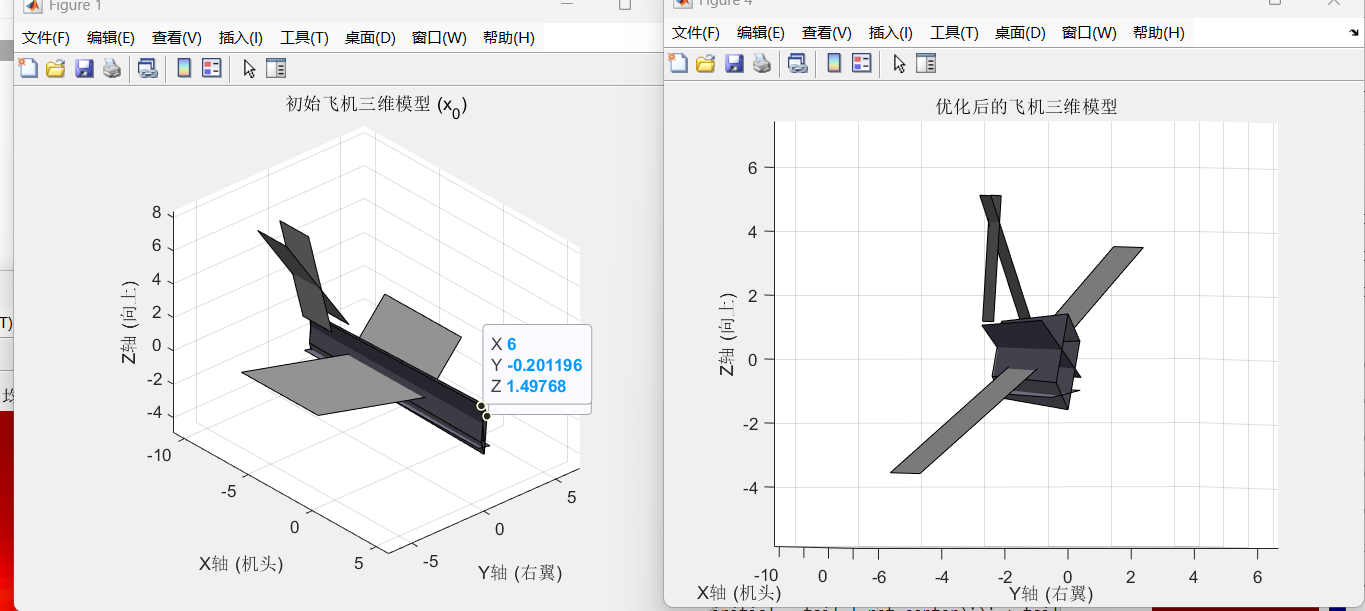 Figure 1
文件(F) 编辑(E) 查看(V) 插入(I) 工具(T) 桌面(D) 窗口(W) 帮助(H)
初始飞机三维模型 (x0)
8
6
4
2
0
-2
-4
Z轴 (向上)
X 6
Y -0.201196
Z 1.49768
-10
-5
0
5
X轴 (机头)
-5
0
5
Y轴 (右翼)
T)
Figure 4
文件(F) 编辑(E) 查看(V) 插入(I) 工具(T) 桌面(D) 窗口(W) 帮助(H)
优化后的飞机三维模型
6
4
2
0
-2
-4
Z轴 (向上)
-10 0 -6 -4 -2 0 2 4 6
X轴 (机头) Y轴 (右翼)